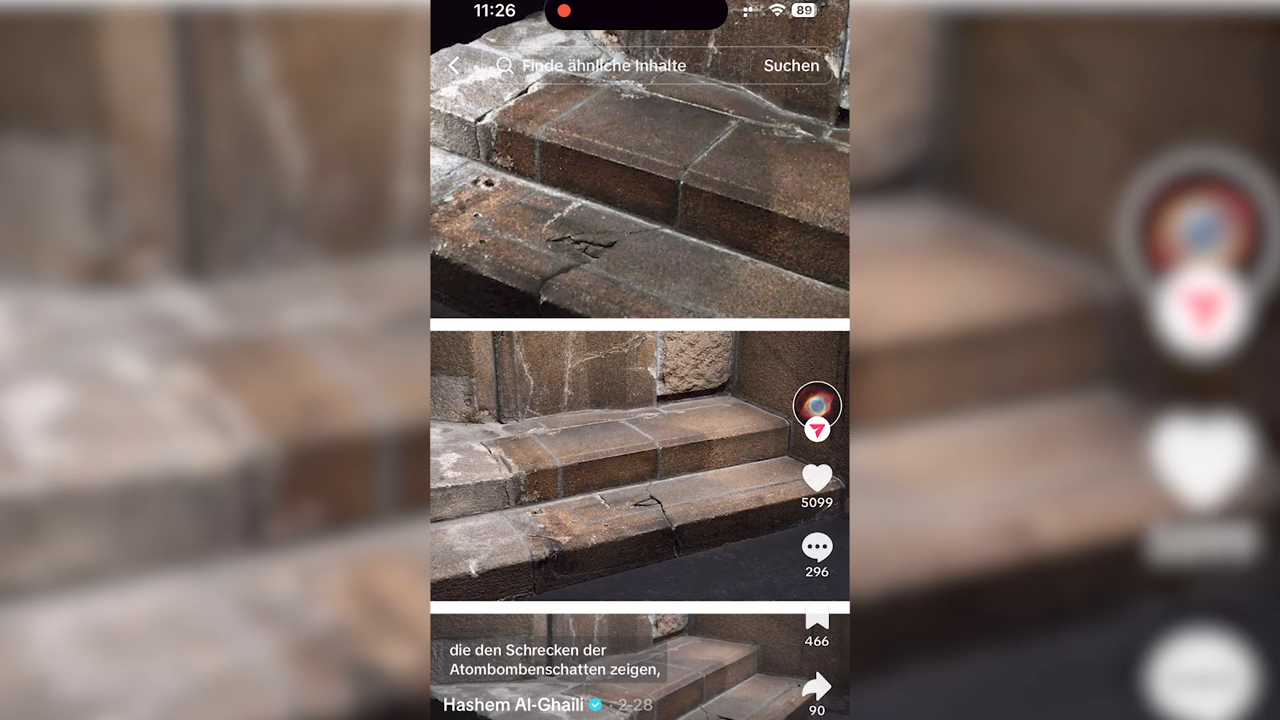 11:26
89
Finde ähnliche Inhalte
Suchen
5099
296
466
die den Schrecken der
Atombombenschatten zeigen,
Hashem Al-Ghaili · 2-28
90